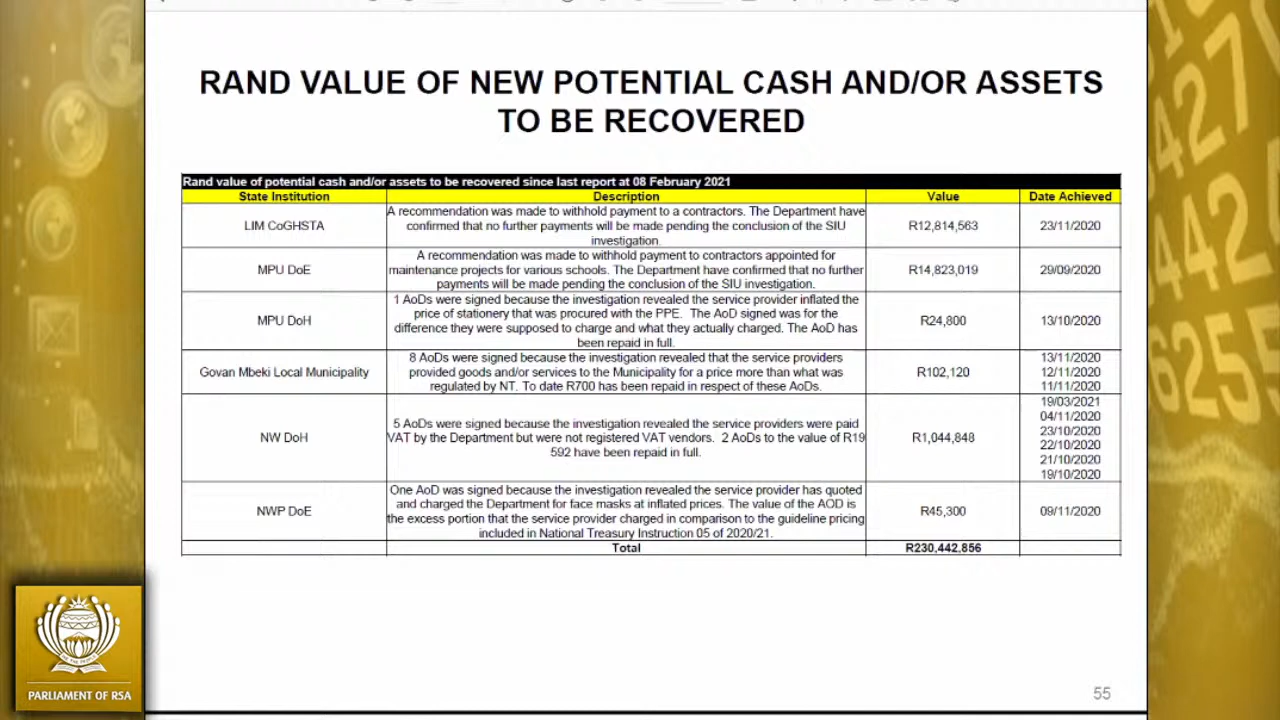 RAND VALUE OF NEW POTENTIAL CASH AND/OR ASSETS
TO BE RECOVERED
Rand value of potential cash and/or assets to be recovered since last report at 08 February 2021
State Institution Description Value Date Achieved
LIM CoGHSTA
A recommendation was made to withhold payment to a contractors. The Department have
confirmed that no further payments will be made pending the conclusion of the SIU
investigation.
R12,814,563
23/11/2020
MPU DoE
A recommendation was made to withhold payment to contractors appointed for
maintenance projects for various schools. The Department have confirmed that no further
payments will be made pending the conclusion of the SIU investigation.
R14,823,019
29/09/2020
MPU DoH
1 AoDs were signed because the investigation revealed the service provider inflated the
price of stationery that was procured with the PPE. The AoD signed was for the
difference they were supposed to charge and what they actually charged. The AoD has
been repaid in full.
R24,800
13/10/2020
Govan Mbeki Local Municipality
8 AoDs were signed because the investigation revealed that the service providers
provided goods and/or services to the Municipality for a price more than what was
regulated by NT. To date R700 has been repaid in respect of these AoDs.
R102,120
13/11/2020
12/11/2020
11/11/2020
NW DoH
5 AoDs were signed because the investigation revealed the service providers were paid
VAT by the Department but were not registered VAT vendors. 2 AoDs to the value of R19
592 have been repaid in full.
R1,044,848
19/03/2021
04/11/2020
23/10/2020
22/10/2020
21/10/2020
19/10/2020
NWP DoE
One AoD was signed because the investigation revealed the service provider has quoted
and charged the Department for face masks at inflated prices. The value of the AOD is
the excess portion that the service provider charged in comparison to the guideline pricing
included in National Treasury Instruction 05 of 2020/21.
R45,300
09/11/2020
Total R230,442,856
55
PARLIAMENT OF RSA